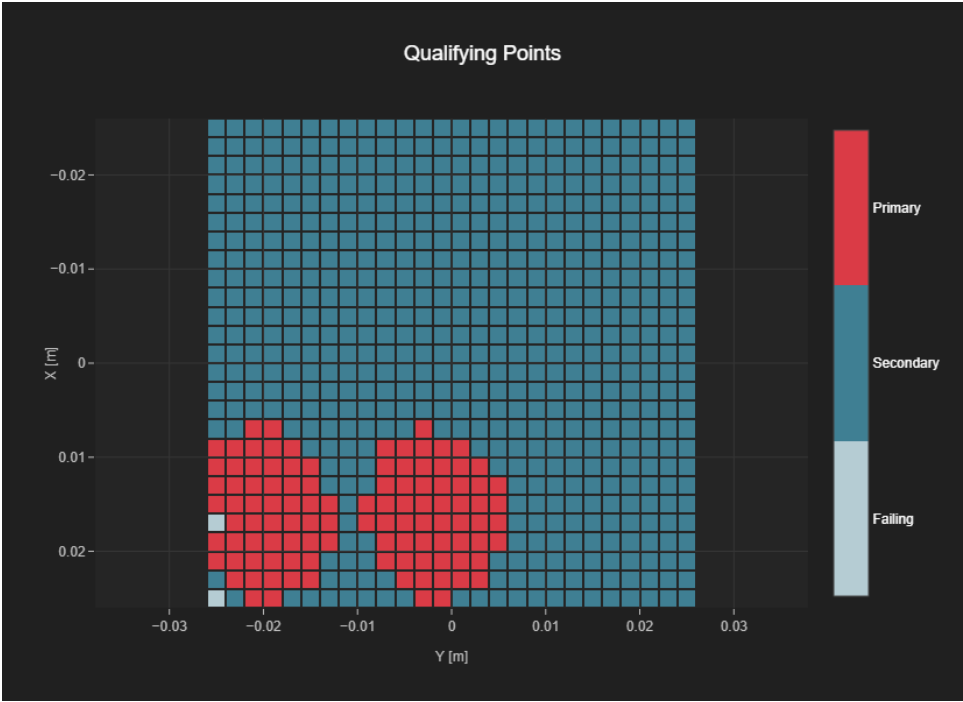 Qualifying Points
−0.02
−0.01
0
0.01
0.02
X [m]
−0.03
−0.02
−0.01
0
0.01
0.02
0.03
Y [m]
Primary
Secondary
Failing